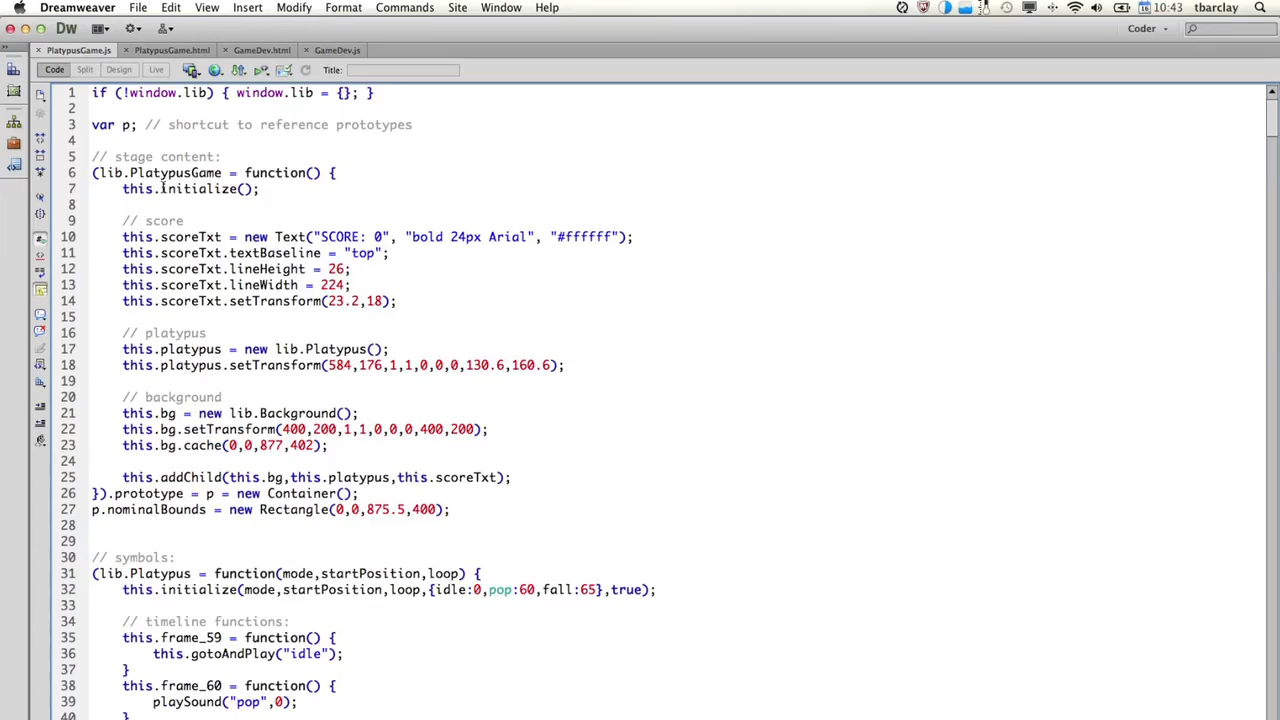 Dreamweaver File Edit View Insert Modify Format Commands Site Window Help 10:43 tbarclay
Dw Coder
PlatypusGame.js PlatypusGame.html GameDev.html GameDev.js
Code Split Design Live Title:
1 if (!window.lib) { window.lib = {}; }
2
3 var p; // shortcut to reference prototypes
4
5 // stage content:
6 (lib.PlatypusGame = function() {
7 this.initialize();
8
9 // score
10 this.scoreTxt = new Text("SCORE: 0", "bold 24px Arial", "#ffffff");
11 this.scoreTxt.textBaseline = "top";
12 this.scoreTxt.lineHeight = 26;
13 this.scoreTxt.lineWidth = 224;
14 this.scoreTxt.setTransform(23.2,18);
15
16 // platypus
17 this.platypus = new lib.Platypus();
18 this.platypus.setTransform(584,176,1,1,0,0,0,130.6,160.6);
19
20 // background
21 this.bg = new lib.Background();
22 this.bg.setTransform(400,200,1,1,0,0,0,400,200);
23 this.bg.cache(0,0,877,402);
24
25 this.addChild(this.bg,this.platypus,this.scoreTxt);
26 }).prototype = p = new Container();
27 p.nominalBounds = new Rectangle(0,0,875.5,400);
28
29
30 // symbols:
31 (lib.Platypus = function(mode,startPosition,loop) {
32 this.initialize(mode,startPosition,loop,{idle:0,pop:60,fall:65},true);
33
34 // timeline functions:
35 this.frame_59 = function() {
36 this.gotoAndPlay("idle");
37 }
38 this.frame_60 = function() {
39 playSound("pop",0);
40 }